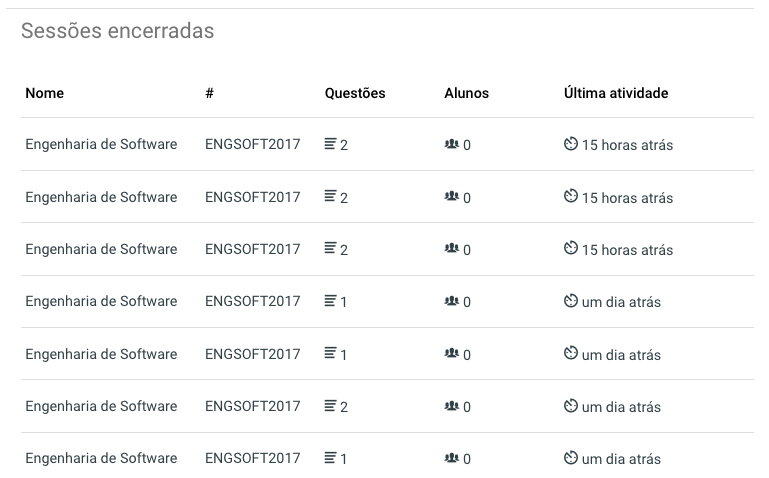 Sessões encerradas
Nome # Questões Alunos Última atividade
Engenharia de Software ENGSOFT2017 2 0 15 horas atrás
Engenharia de Software ENGSOFT2017 2 0 15 horas atrás
Engenharia de Software ENGSOFT2017 2 0 15 horas atrás
Engenharia de Software ENGSOFT2017 1 0 um dia atrás
Engenharia de Software ENGSOFT2017 1 0 um dia atrás
Engenharia de Software ENGSOFT2017 2 0 um dia atrás
Engenharia de Software ENGSOFT2017 1 0 um dia atrás